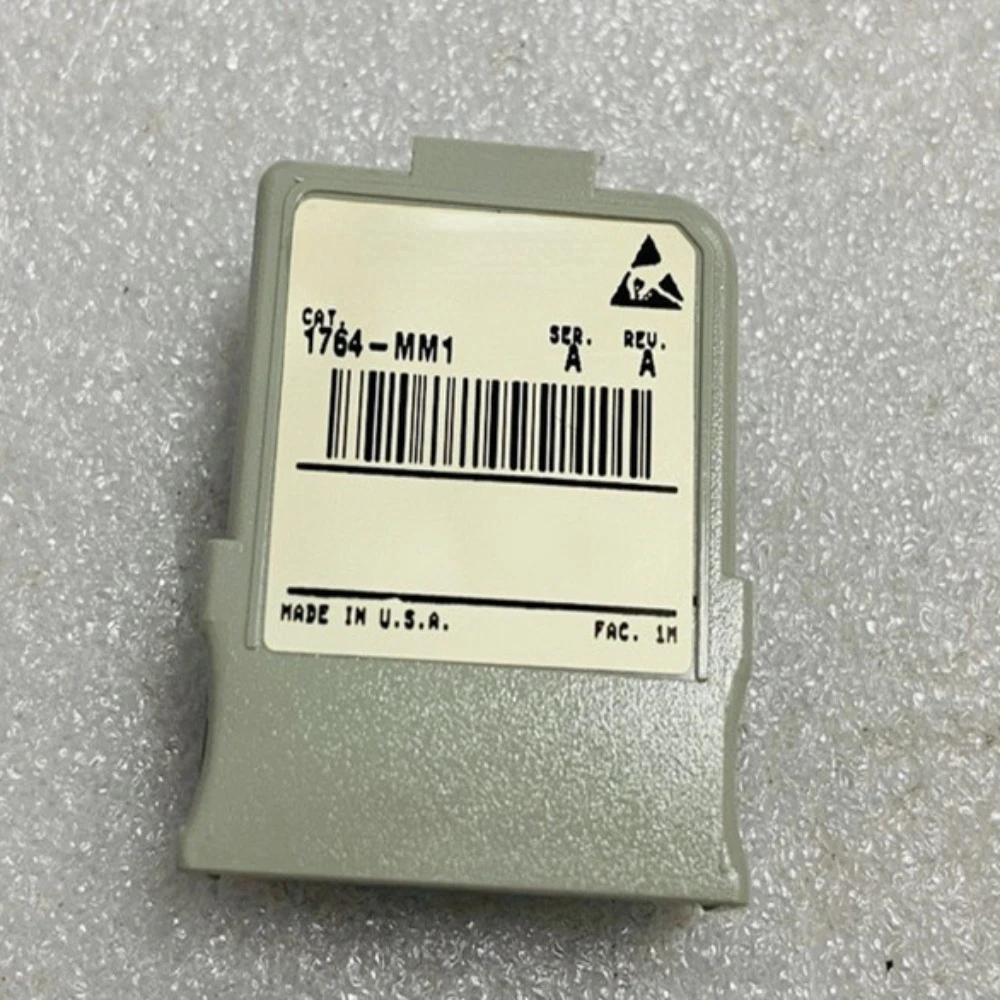 CAT. SER. REV.
1764-MM1 A A
MADE IN U.S.A. FAC. 1M